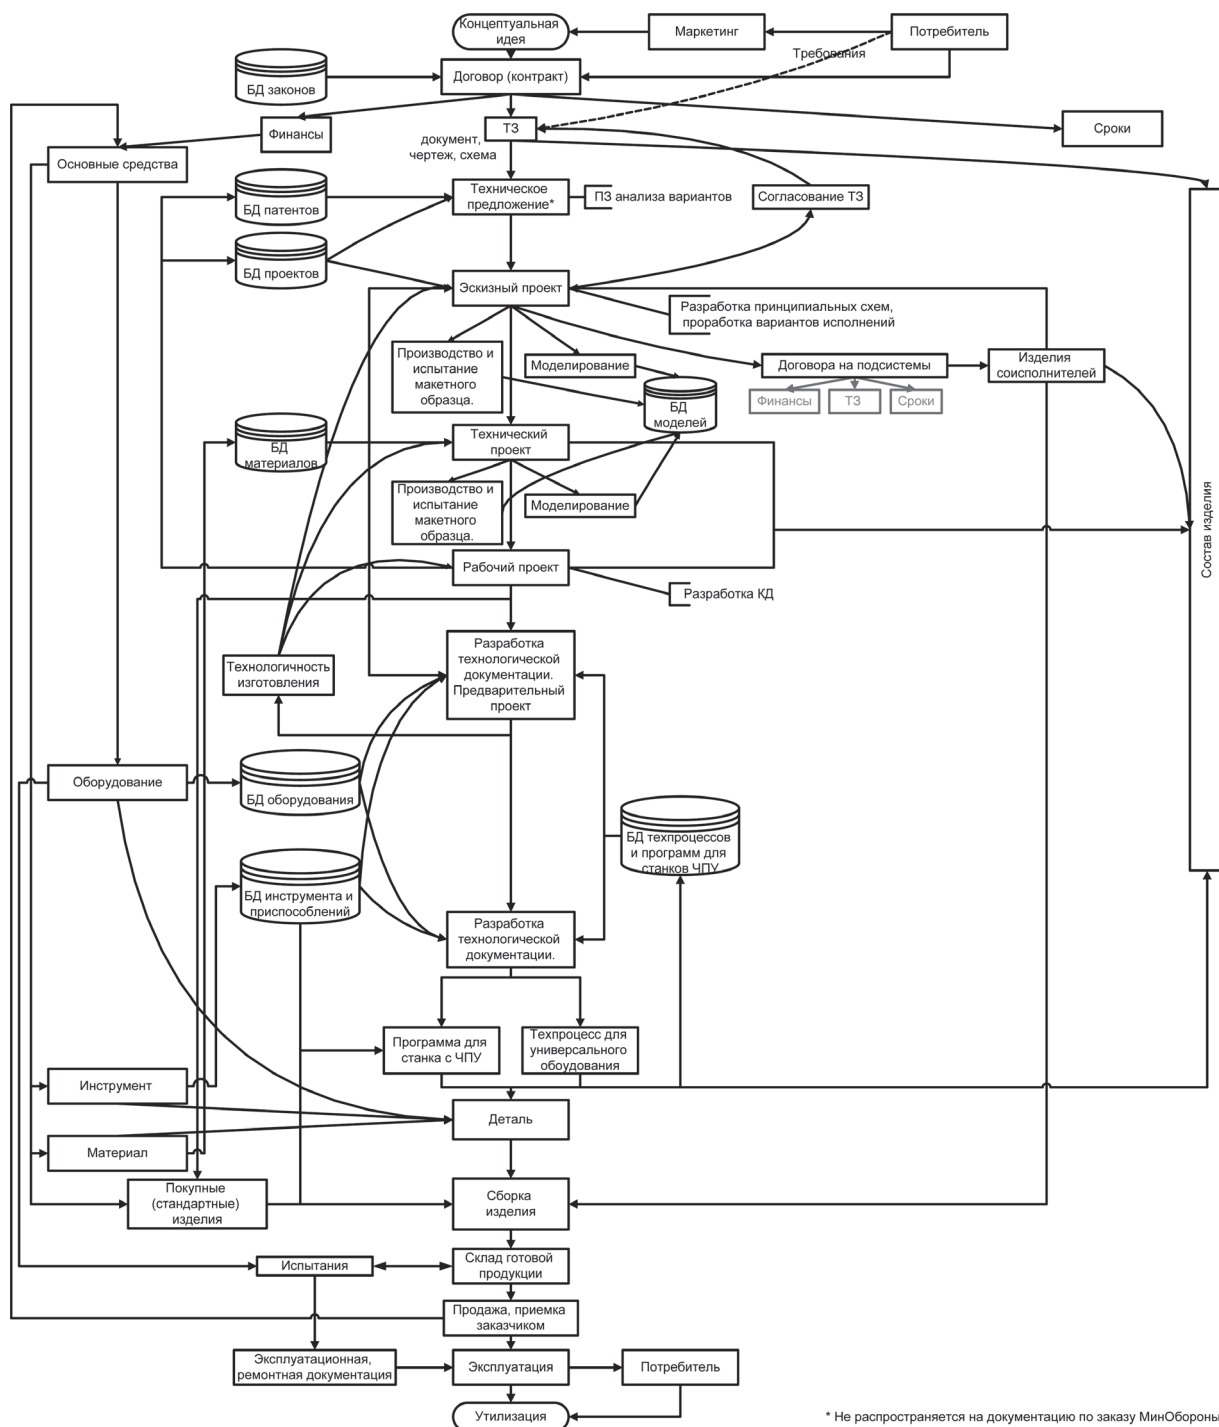 Концептуальная
идея
Маркетинг
Потребитель
Требования
БД законов
Договор (контракт)
Финансы
ТЗ
Сроки
документ,
чертеж, схема
Основные средства
БД патентов
Техническое
предложение*
ПЗ анализа вариантов
Согласование ТЗ
БД проектов
Эскизный проект
Разработка принципиальных схем,
проработка вариантов исполнений
Производство и
испытание
макетного
образца.
Моделирование
Договора на подсистемы
Изделия
соисполнителей
Финансы
ТЗ
Сроки
БД
моделей
БД
материалов
Технический
проект
Производство и
испытание
макетного
образца.
Моделирование
Состав изделия
Рабочий проект
Разработка КД
Технологичность
изготовления
Разработка
технологической
документации.
Предварительный
проект
Оборудование
БД оборудования
БД техпроцессов
и программ для
станков ЧПУ
БД инструмента и
приспособлений
Разработка
технологической
документации.
Программа для
станка с ЧПУ
Техпроцесс для
универсального
обоудования
Инструмент
Деталь
Материал
Покупные
(стандартные)
изделия
Сборка
изделия
Испытания
Склад готовой
продукции
Продажа, приемка
заказчиком
Эксплуатационная,
ремонтная документация
Эксплуатация
Потребитель
Утилизация
* Не распространяется на документацию по заказу МинОбороны